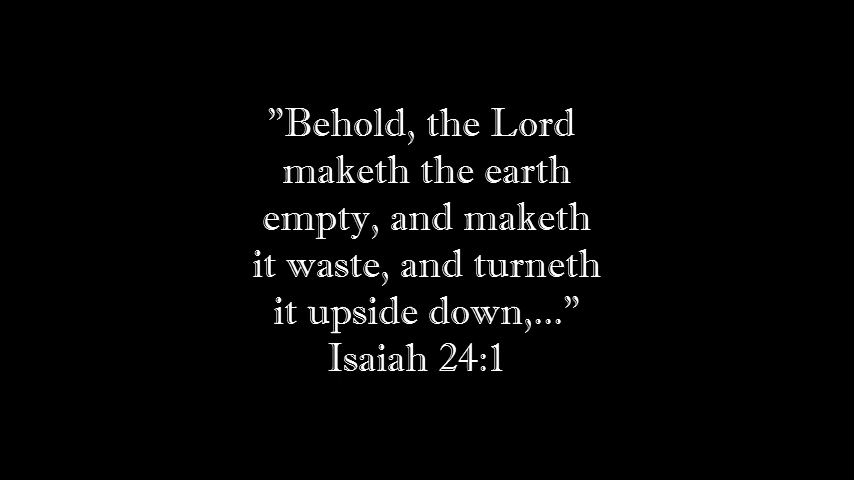 ”Behold, the Lord
maketh the earth
empty, and maketh
it waste, and turneth
it upside down,...”
Isaiah 24:1